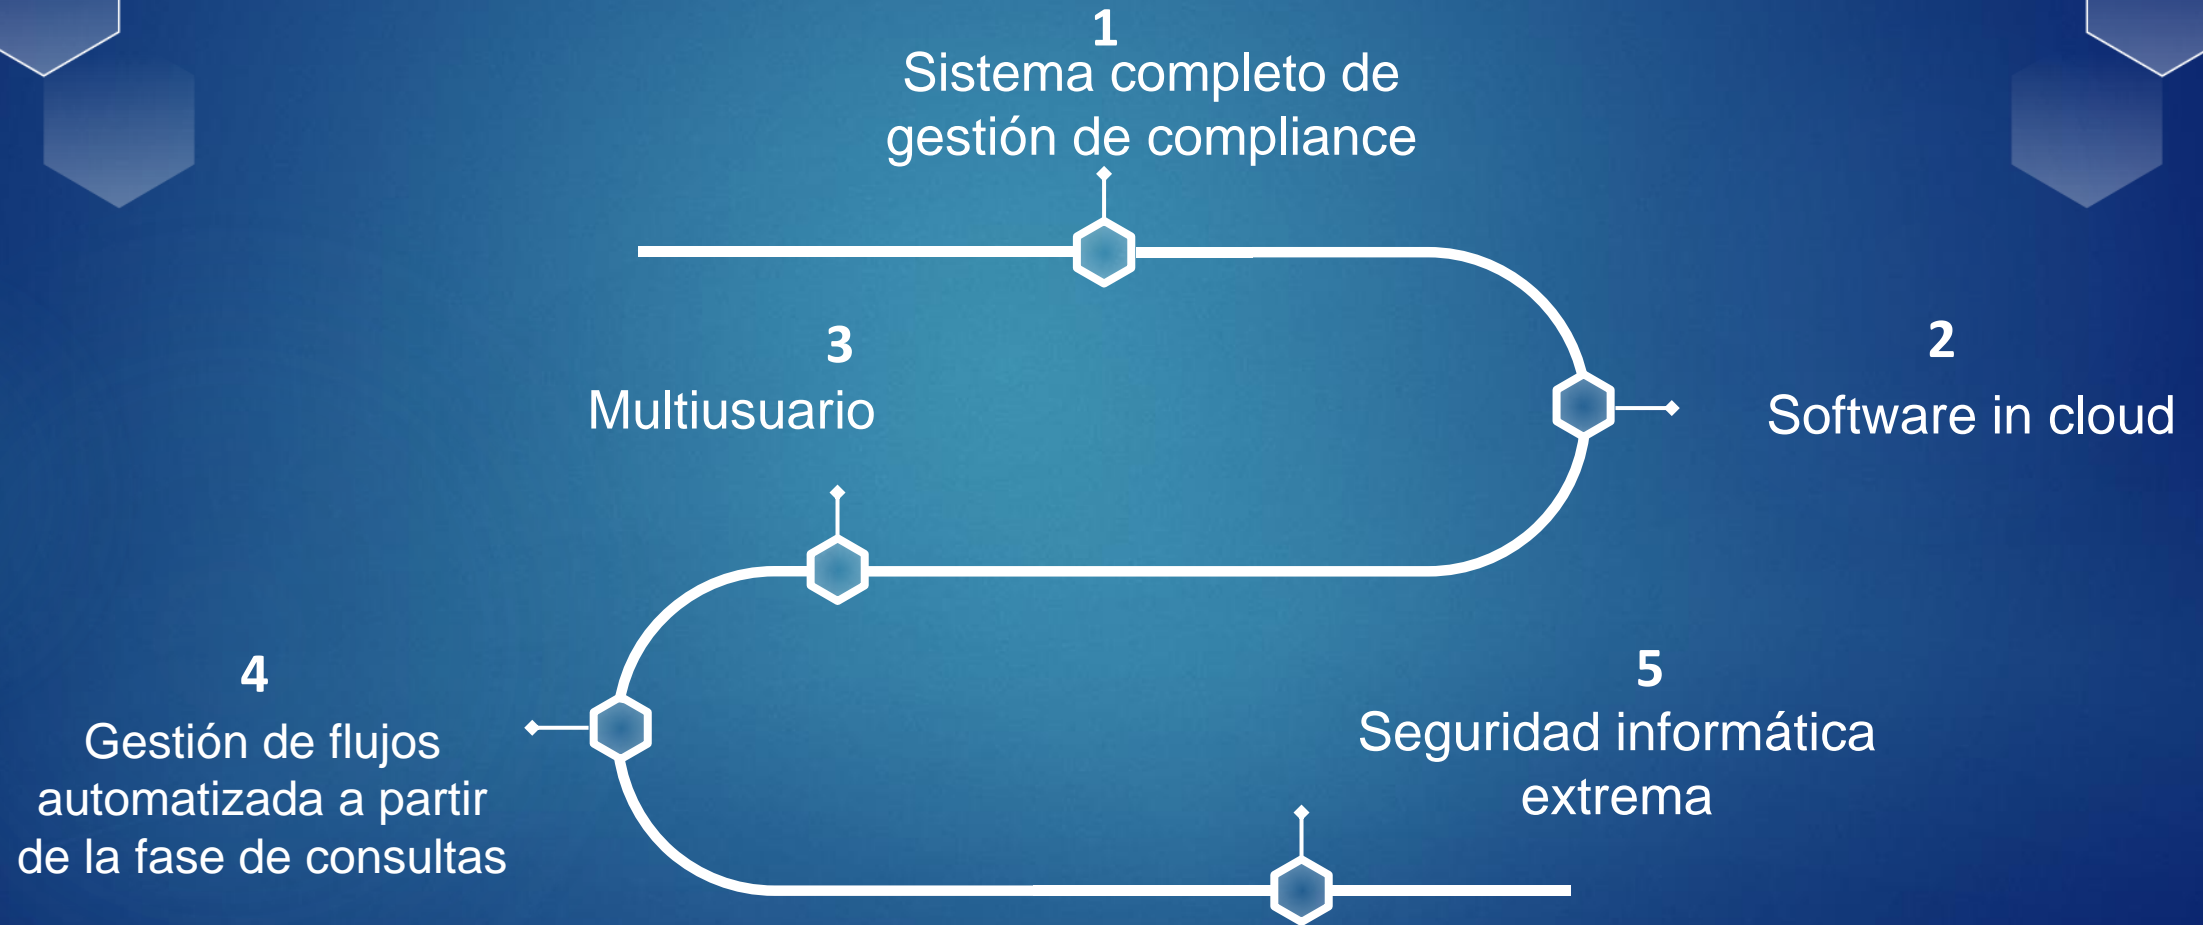 1
Sistema completo de
gestión de compliance
2
Software in cloud
3
Multiusuario
4
Gestión de flujos
automatizada a partir
de la fase de consultas
5
Seguridad informática
extrema